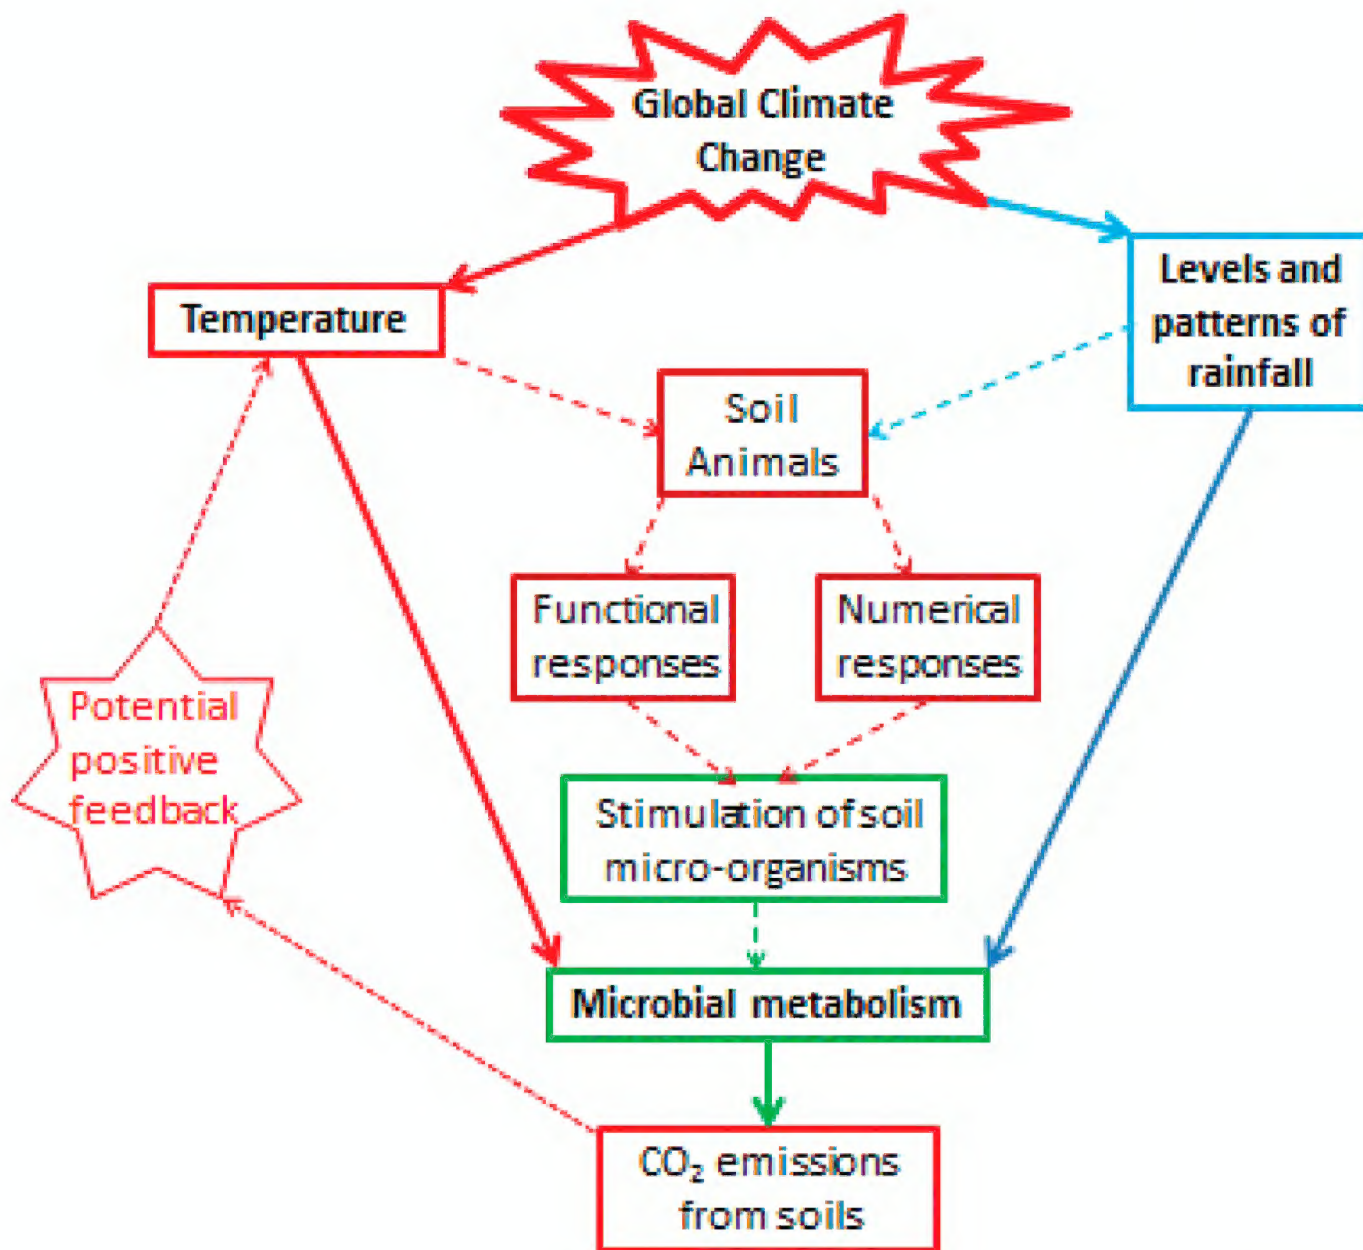 Global Climate
Change
Levels and
patterns of
rainfall
Temperature
Soil
Animals
Functional
responses
Numerical
responses
Potential
positive
feedback
Stimulation of soil
micro-organisms
Microbial metabolism
CO₂ emissions
from soils